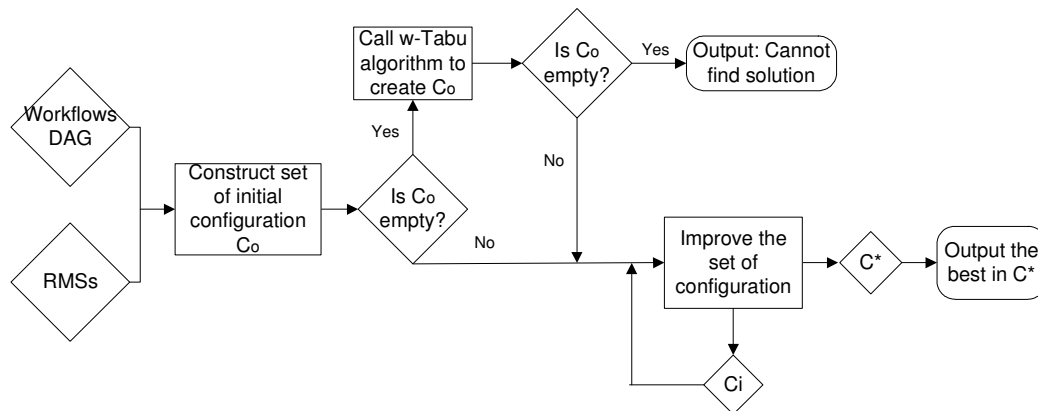 Workflows
DAG
RMSs
Construct set
of initial
configuration
Co
Is Co
empty?
Yes
No
Call w-Tabu
algorithm to
create Co
Is Co
empty?
Yes
No
Output: Cannot
find solution
Improve the
set of
configuration
Ci
C*
Output the
best in C*